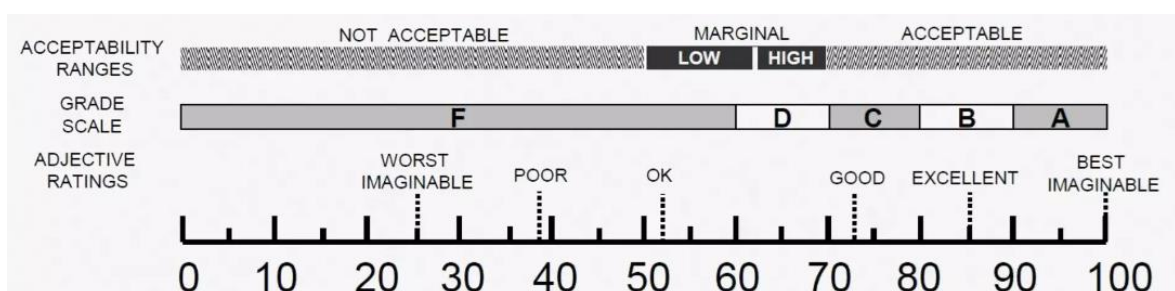 NOT ACCEPTABLE MARGINAL ACCEPTABLE
ACCEPTABILITY
RANGES
LOW HIGH
GRADE
SCALE
F D C B A
ADJECTIVE
RATINGS
WORST
IMAGINABLE
POOR
OK
GOOD
EXCELLENT
BEST
IMAGINABLE
0 10 20 30 40 50 60 70 80 90 100